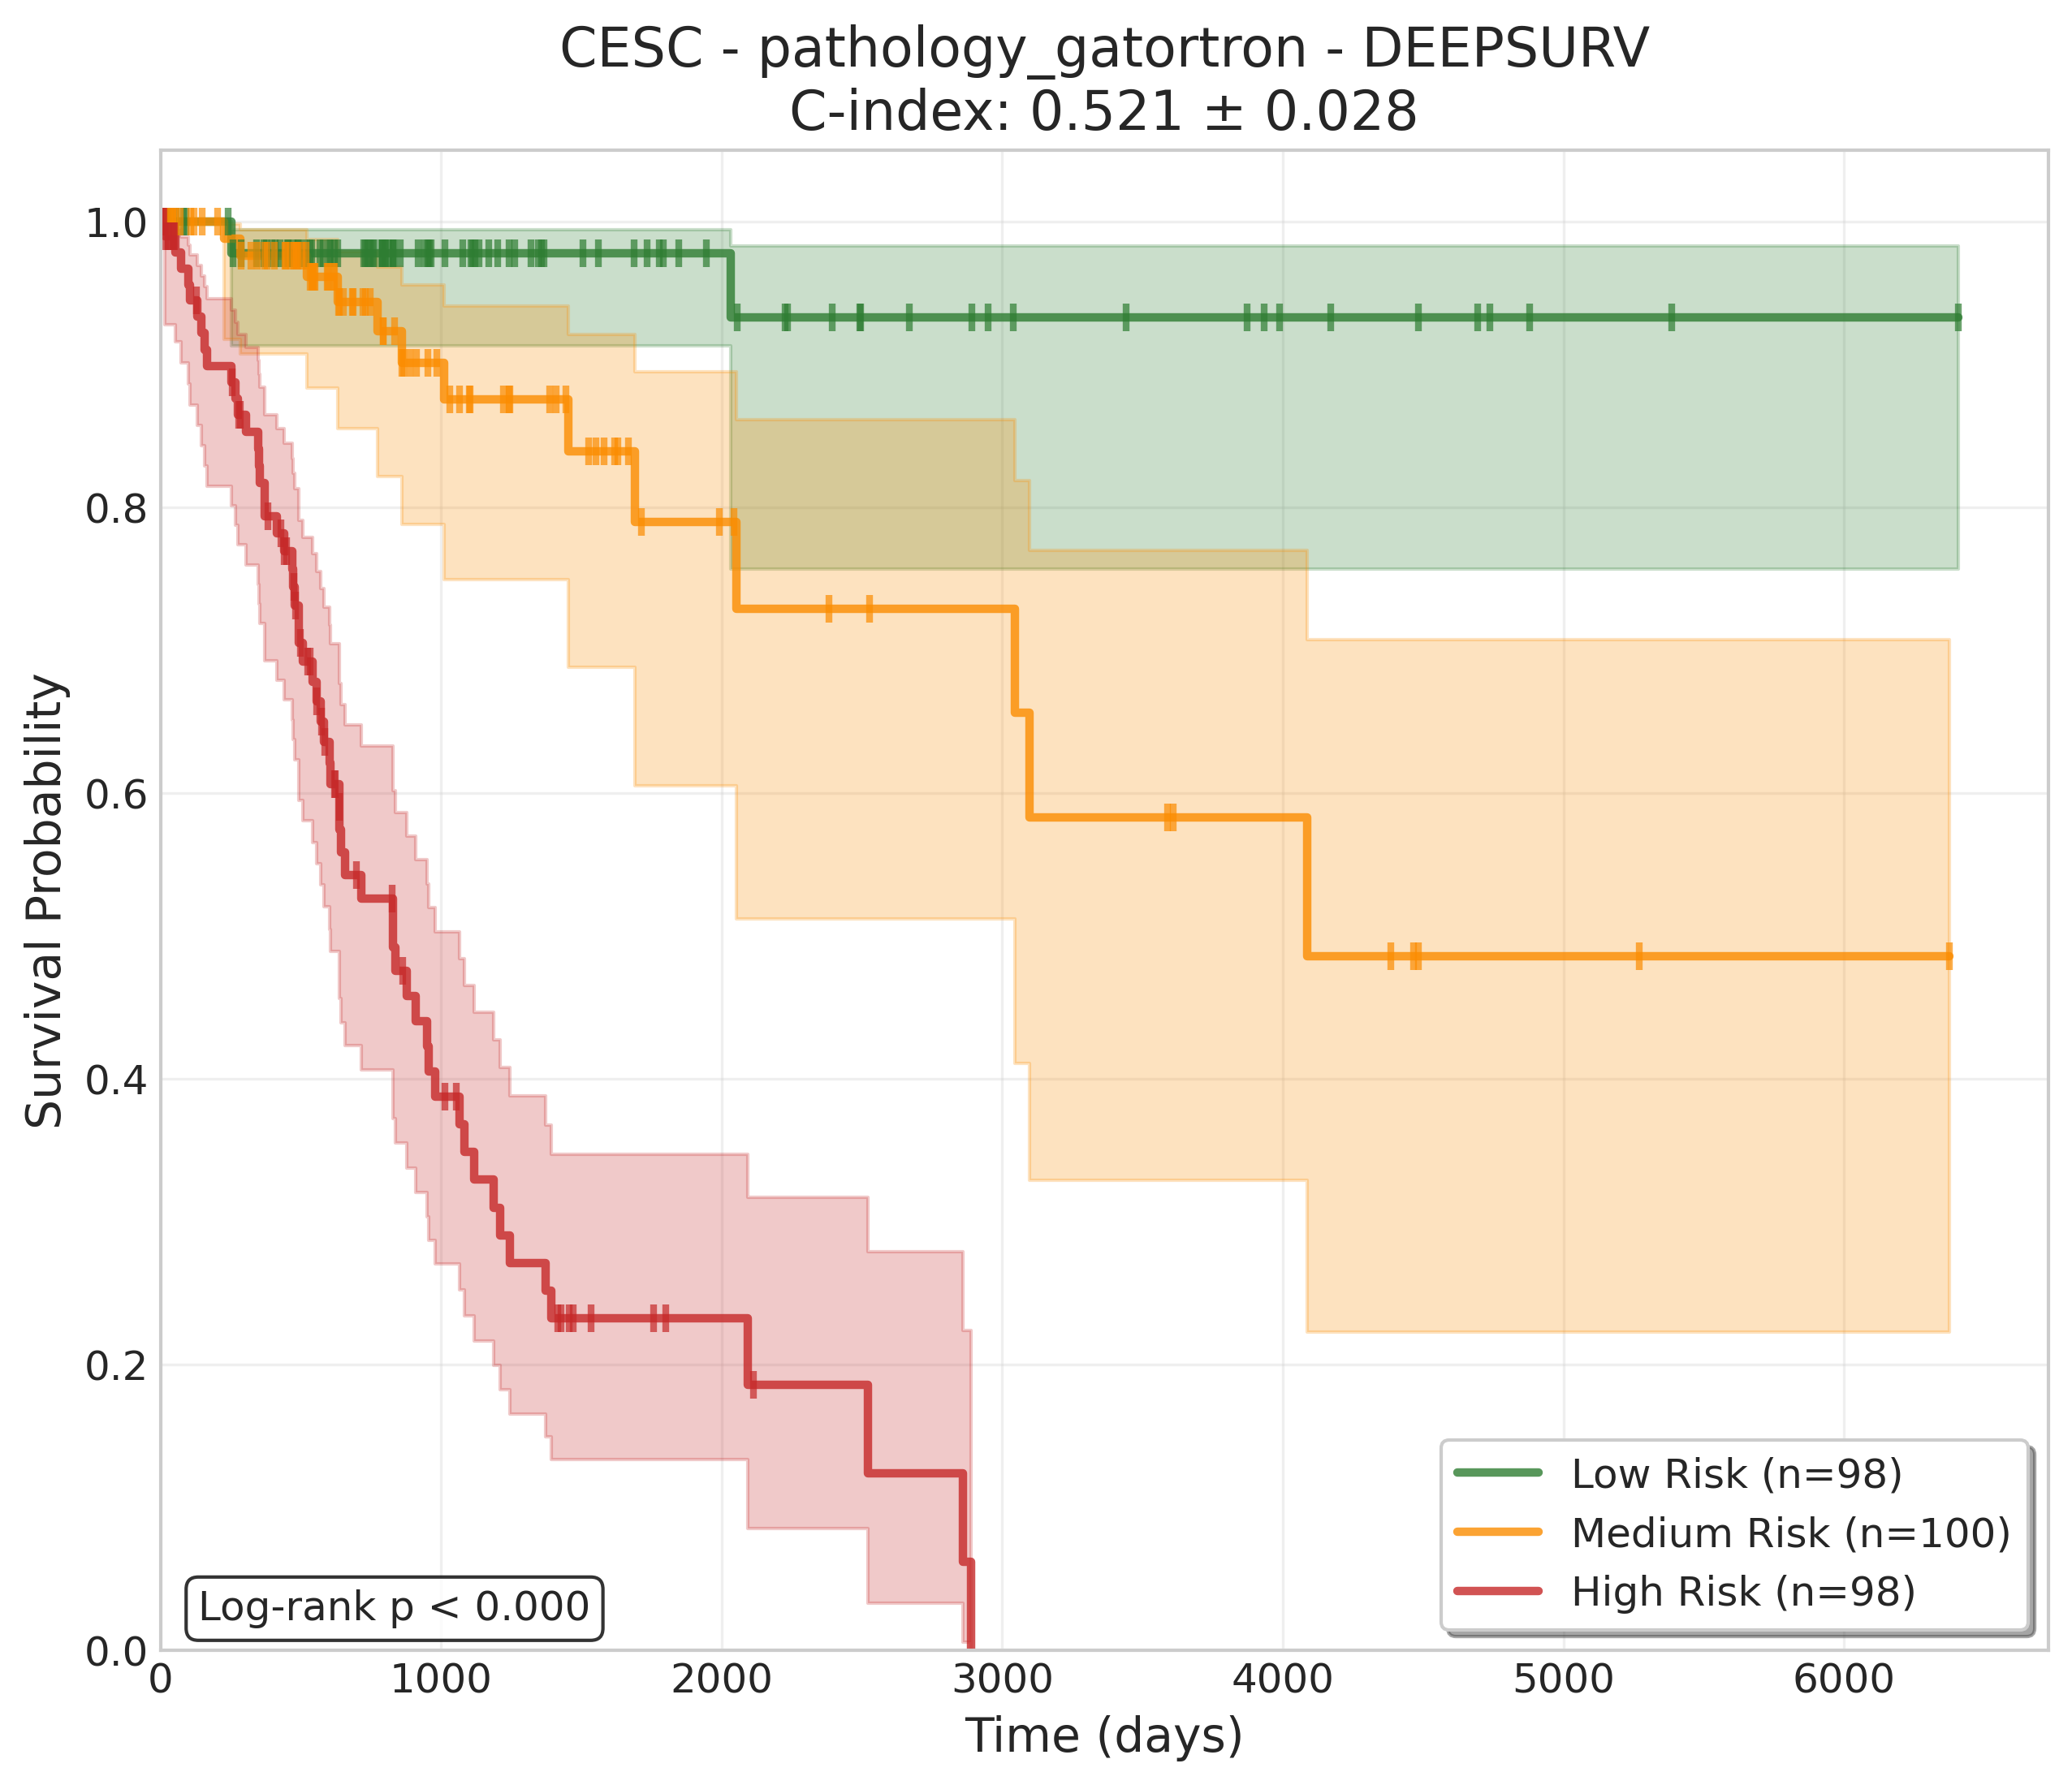 CESC - pathology_gatortron - DEEPSURV
C-index: 0.521 ± 0.028
Survival Probability
1.0
0.8
0.6
0.4
0.2
0.0
0 1000 2000 3000 4000 5000 6000
Time (days)
Log-rank p < 0.000
Low Risk (n=98)
Medium Risk (n=100)
High Risk (n=98)